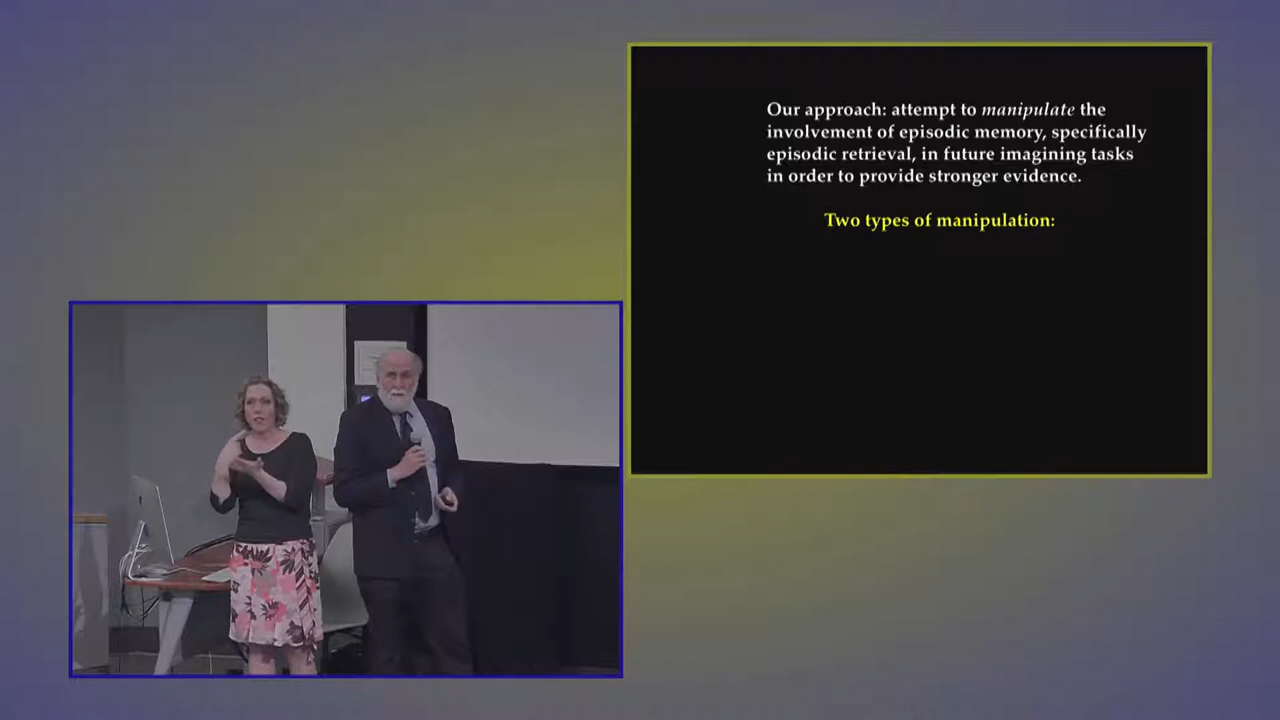 Our approach: attempt to manipulate the
involvement of episodic memory, specifically
episodic retrieval, in future imagining tasks
in order to provide stronger evidence.
Two types of manipulation: